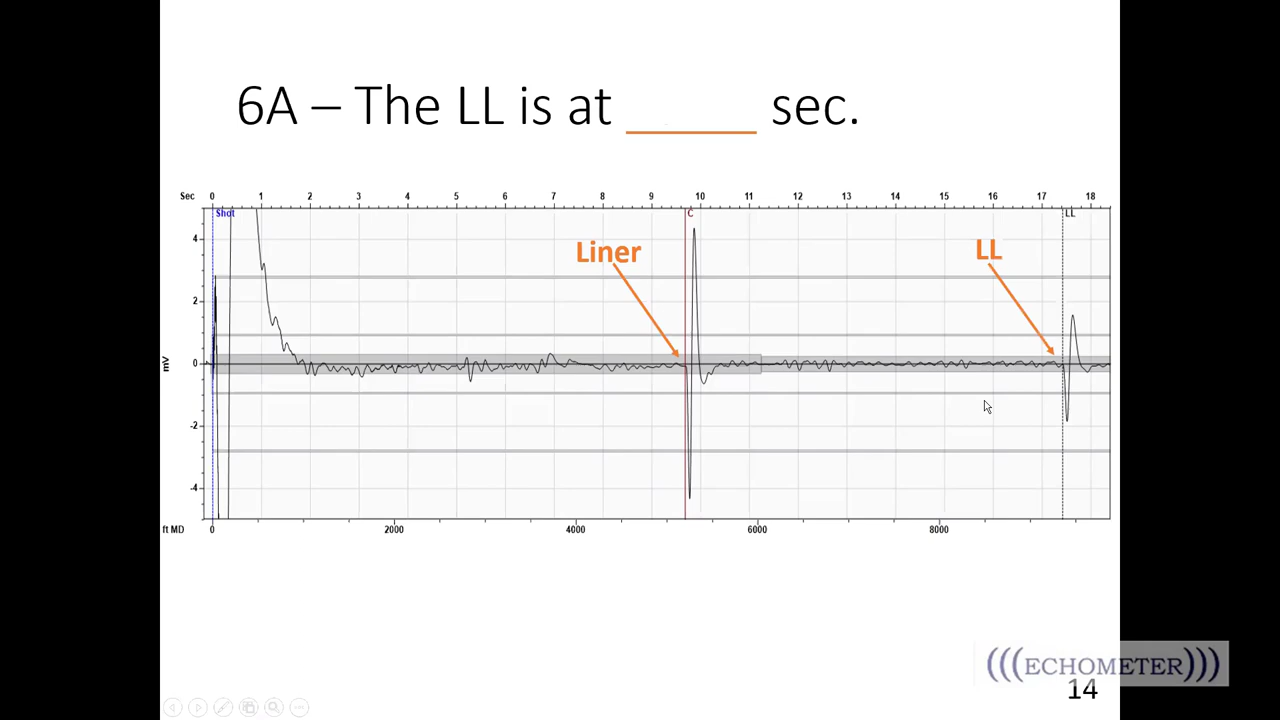 6A – The LL is at _____ sec.
Sec 0 1 2 3 4 5 6 7 8 9 10 11 12 13 14 15 16 17 18
Shot C LL
Liner LL
4
2
0
-2
-4
mV
ft MD 0 2000 4000 6000 8000
(((ECHOMETER)))
14